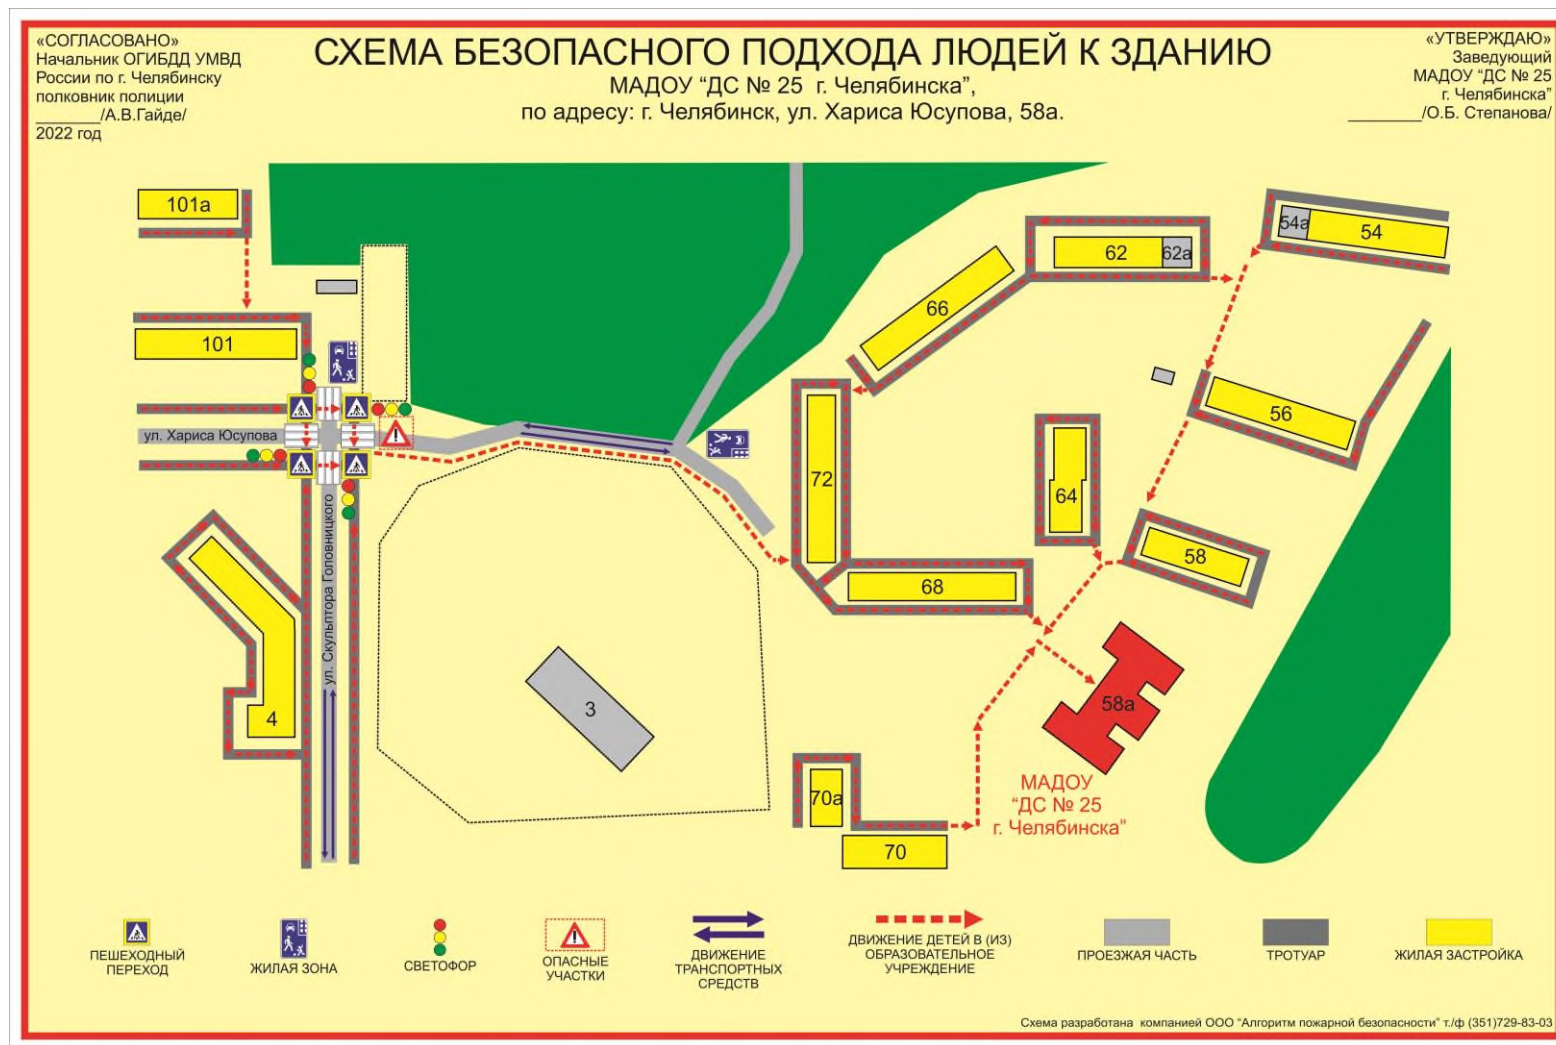 «СОГЛАСОВАНО»
Начальник ОГИБДД УМВД
России по г. Челябинску
полковник полиции
_______/А.В.Гайде/
2022 год
СХЕМА БЕЗОПАСНОГО ПОДХОДА ЛЮДЕЙ К ЗДАНИЮ
МАДОУ “ДС № 25 г. Челябинска”,
по адресу: г. Челябинск, ул. Хариса Юсупова, 58а.
«УТВЕРЖДАЮ»
Заведующий
МАДОУ “ДС № 25
г. Челябинска”
________/О.Б. Степанова/
101а
101
62
62а
54а
54
66
56
ул. Хариса Юсупова
72
64
58
68
ул. Скульптора Головницкого
4
3
58а
70а
70
МАДОУ
“ДС № 25
г. Челябинска”
ПЕШЕХОДНЫЙ
ПЕРЕХОД
ЖИЛАЯ ЗОНА
СВЕТОФОР
ОПАСНЫЕ
УЧАСТКИ
ДВИЖЕНИЕ
ТРАНСПОРТНЫХ
СРЕДСТВ
ДВИЖЕНИЕ ДЕТЕЙ В (ИЗ)
ОБРАЗОВАТЕЛЬНОЕ
УЧРЕЖДЕНИЕ
ПРОЕЗЖАЯ ЧАСТЬ
ТРОТУАР
ЖИЛАЯ ЗАСТРОЙКА
Схема разработана компанией ООО “Алгоритм пожарной безопасности” т./ф (351)729-83-03